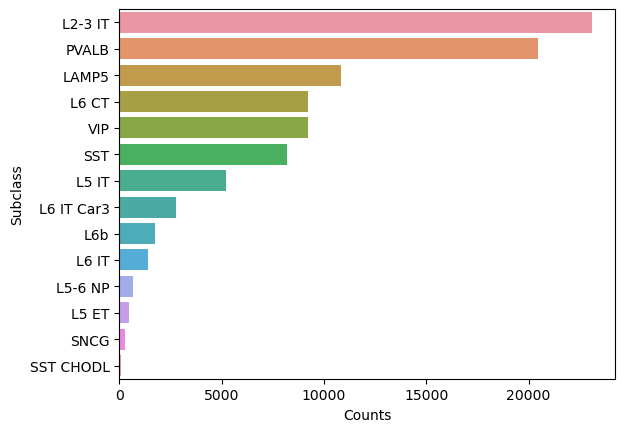 L2-3 IT
PVALB
LAMP5
L6 CT
VIP
SST
L5 IT
L6 IT Car3
L6b
L6 IT
L5-6 NP
L5 ET
SNCG
SST CHODL
Subclass
0 5000 10000 15000 20000
Counts